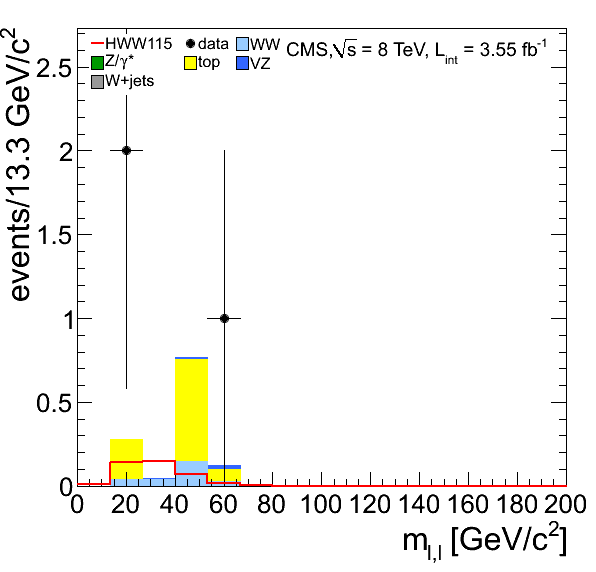 HWW115 data WW CMS,√s = 8 TeV, L_int = 3.55 fb⁻¹
Z/γ* top VZ
W+jets
events/13.3 GeV/c²
2.5
2
1.5
1
0.5
0
0 20 40 60 80 100 120 140 160 180 200
m_l,l [GeV/c²]